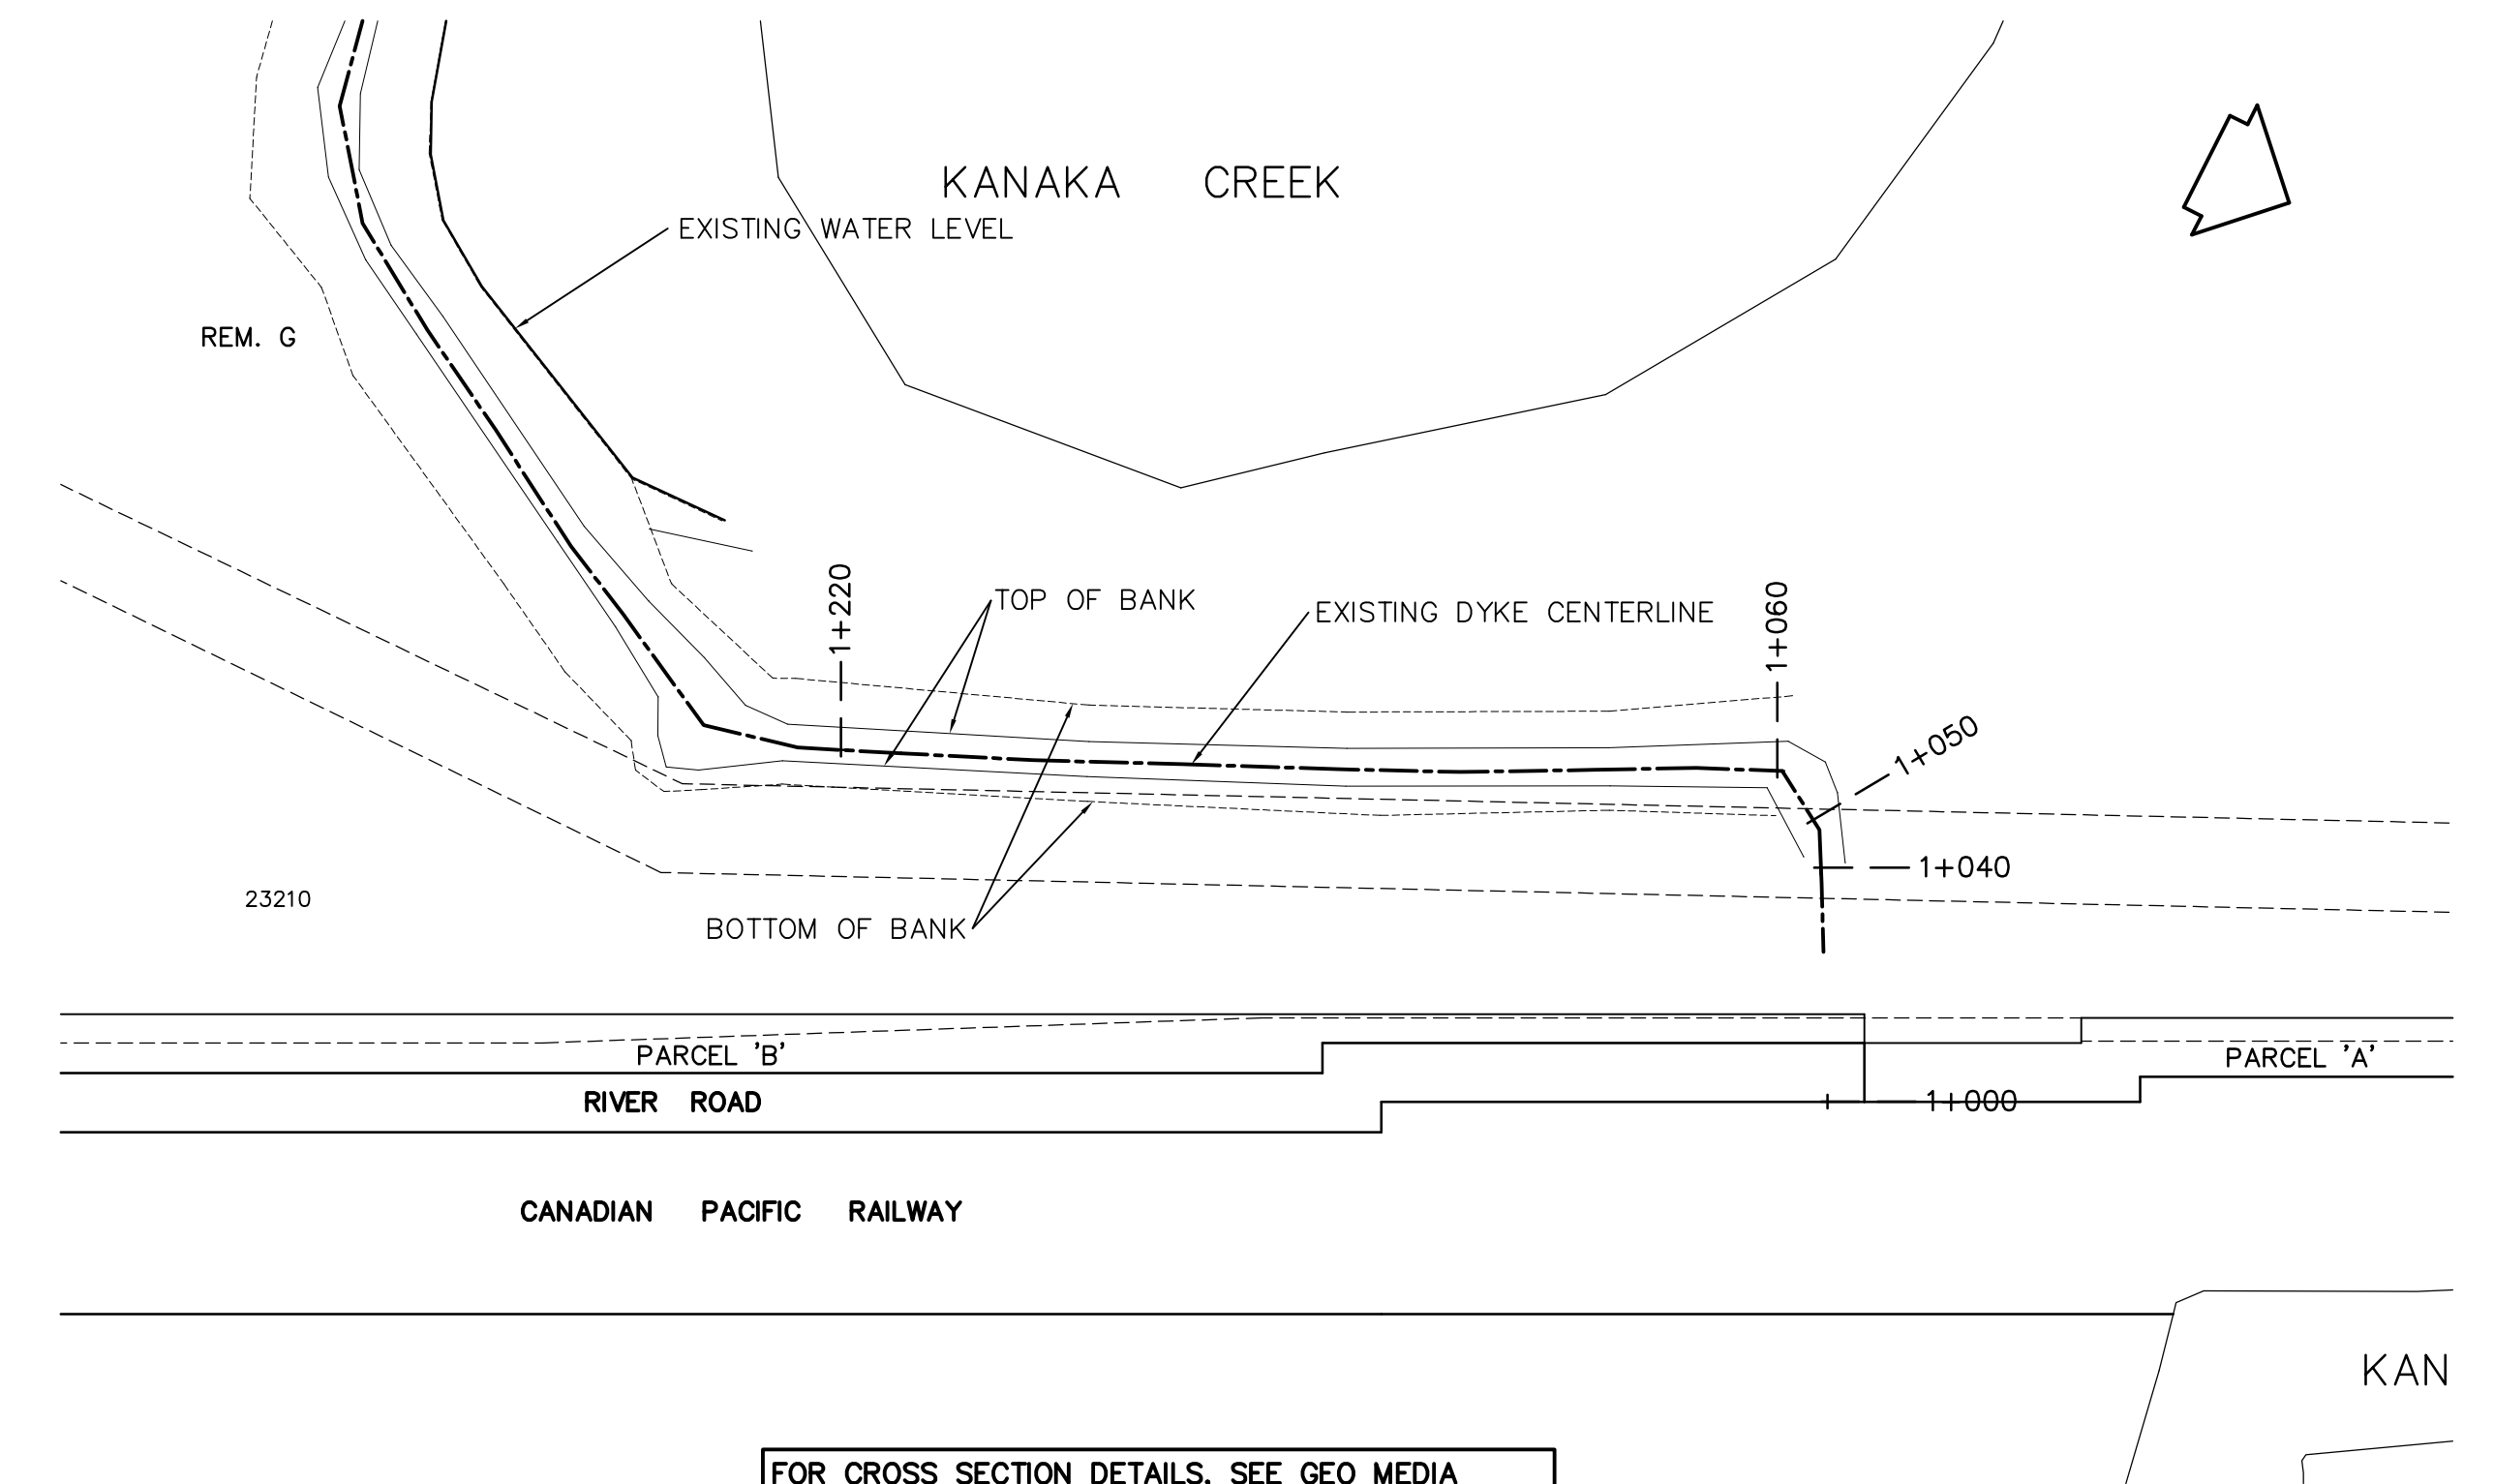 KANAKA CREEK
EXISTING WATER LEVEL
REM. G
1+220
TOP OF BANK
EXISTING DYKE CENTERLINE
1+060
1+050
1+040
23210
BOTTOM OF BANK
PARCEL 'B'
PARCEL 'A'
RIVER ROAD
1+000
CANADIAN PACIFIC RAILWAY
KAN
FOR CROSS SECTION DETAILS, SEE GEO MEDIA